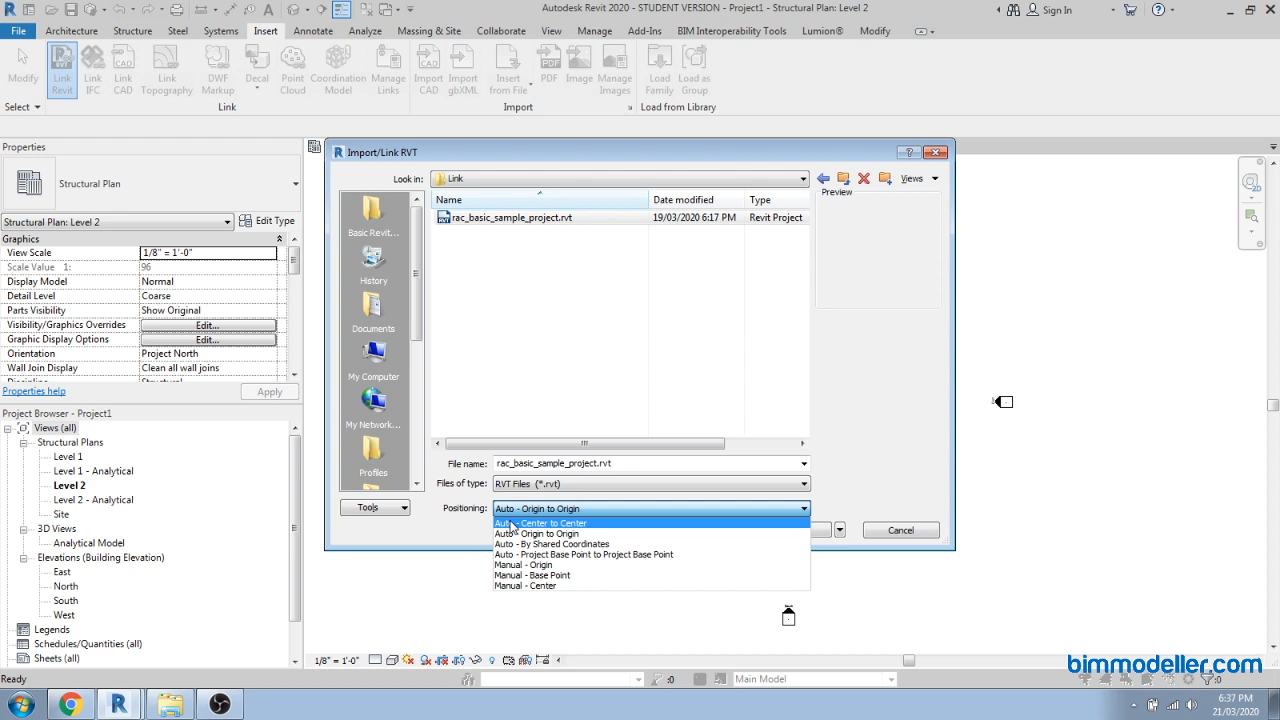 Autodesk Revit 2020 - STUDENT VERSION - Project1 - Structural Plan: Level 2
Sign In
File Architecture Structure Steel Systems Insert Annotate Analyze Massing & Site Collaborate View Manage Add-Ins BIM Interoperability Tools Lumion® Modify
Modify
Link Revit
Link IFC
Link CAD
Link Topography
DWF Markup
Decal
Point Cloud
Coordination Model
Manage Links
Import CAD
Import gbXML
Insert from File
PDF
Image
Manage Images
Load Family
Load as Group
Select Link Import Load from Library
Properties
Structural Plan
Structural Plan: Level 2 Edit Type
Graphics
View Scale 1/8" = 1'-0"
Scale Value 1: 96
Display Model Normal
Detail Level Coarse
Parts Visibility Show Original
Visibility/Graphics Overrides Edit...
Graphic Display Options Edit...
Orientation Project North
Wall Join Display Clean all wall joins
Discipline Structural
Properties help Apply
Project Browser - Project1
Views (all)
Structural Plans
Level 1
Level 1 - Analytical
Level 2
Level 2 - Analytical
Site
3D Views
Analytical Model
Elevations (Building Elevation)
East
North
South
West
Legends
Schedules/Quantities (all)
Sheets (all)
Import/Link RVT
Look in: Link Views
Name Date modified Type
rac_basic_sample_project.rvt 19/03/2020 6:17 PM Revit Project
Preview
Basic Revit...
History
Documents
My Computer
My Network...
Profiles
File name: rac_basic_sample_project.rvt
Files of type: RVT Files (*.rvt)
Tools Positioning: Auto - Origin to Origin
Auto - Center to Center
Auto - Origin to Origin
Auto - By Shared Coordinates
Auto - Project Base Point to Project Base Point
Manual - Origin
Manual - Base Point
Manual - Center
Cancel
2D
1/8" = 1'-0"
bimmodeller.com
Ready :0 Main Model :0
6:37 PM
21/03/2020